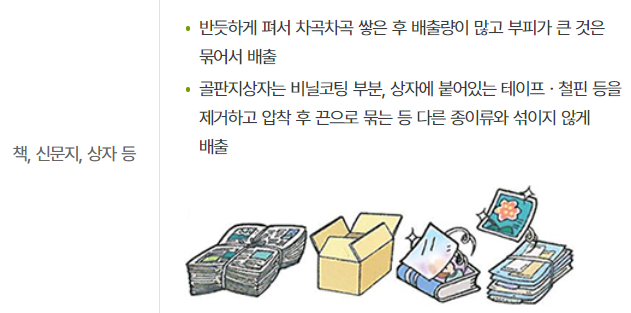 책, 신문지, 상자 등
• 반듯하게 펴서 차곡차곡 쌓은 후 배출량이 많고 부피가 큰 것은
묶어서 배출
• 골판지상자는 비닐코팅 부분, 상자에 붙어있는 테이프 · 철핀 등을
제거하고 압착 후 끈으로 묶는 등 다른 종이류와 섞이지 않게
배출